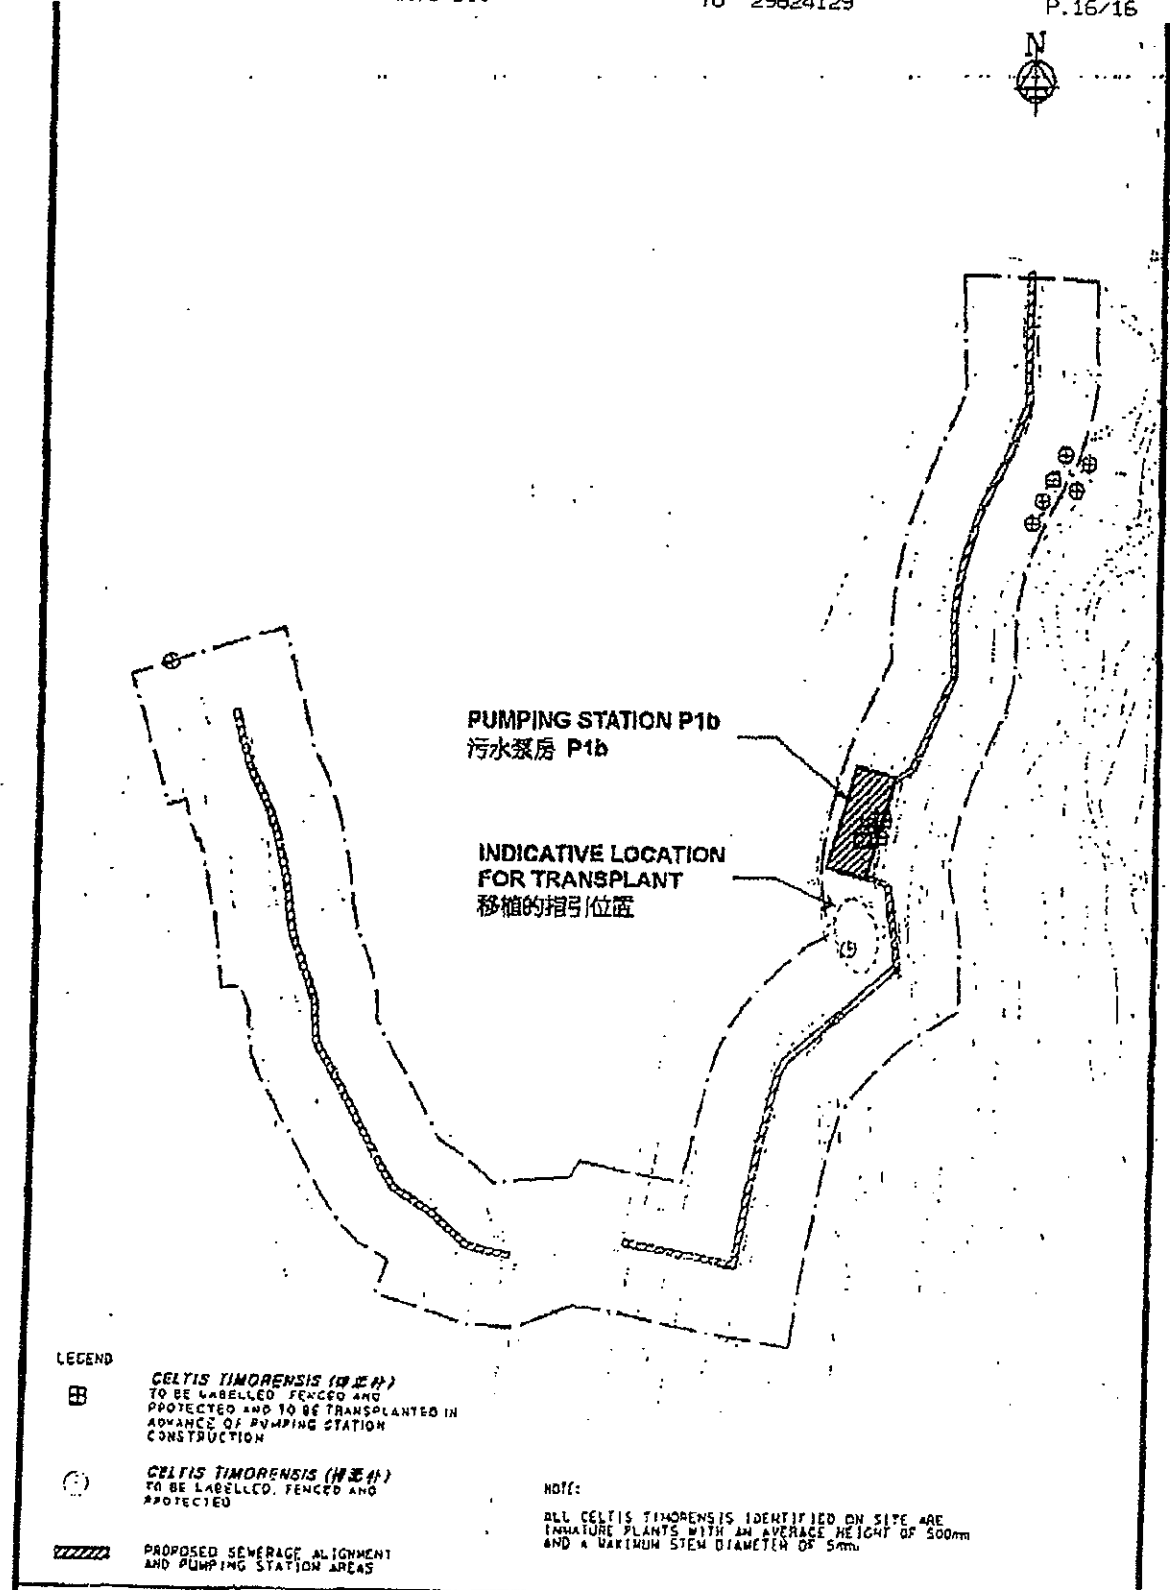 TO 29824129
P.16/16
N
PUMPING STATION P1b
污水泵房 P1b
INDICATIVE LOCATION
FOR TRANSPLANT
移植的指引位置
LEGEND
CELTIS TIMORENSIS
TO BE LABELLED FENCED AND
PROTECTED AND TO BE TRANSPLANTED IN
ADVANCE OF PUMPING STATION
CONSTRUCTION
CELTIS TIMORENSIS
TO BE LABELLED, FENCED AND
PROTECTED
PROPOSED SEWERAGE ALIGNMENT
AND PUMPING STATION AREAS
NOTE:
ALL CELTIS TIMORENSIS IDENTIFIED ON SITE ARE
IMMATURE PLANTS WITH AN AVERAGE HEIGHT OF 500mm
AND A MAXIMUM STEM DIAMETER OF 5mm